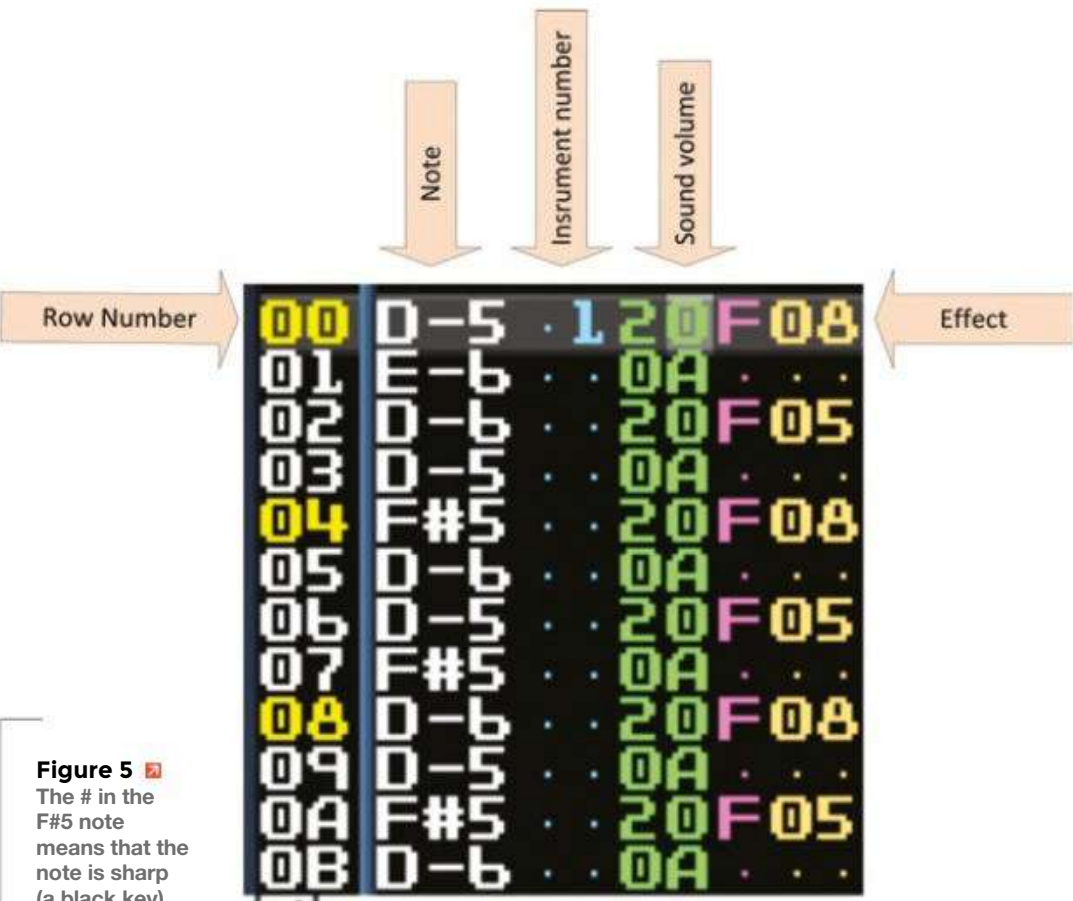 Note
Insrument number
Sound volume
Row Number
Effect
00 D-5 .1 20 F08
01 E-6 .. 0A ...
02 D-6 .. 20 F05
03 D-5 .. 0A ...
04 F#5 .. 20 F08
05 D-6 .. 0A ...
06 D-5 .. 20 F05
07 F#5 .. 0A ...
08 D-6 .. 20 F08
09 D-5 .. 0A ...
0A F#5 .. 20 F05
0B D-6 .. 0A ...
Figure 5
The # in the
F#5 note
means that the
note is sharp
(a black key)